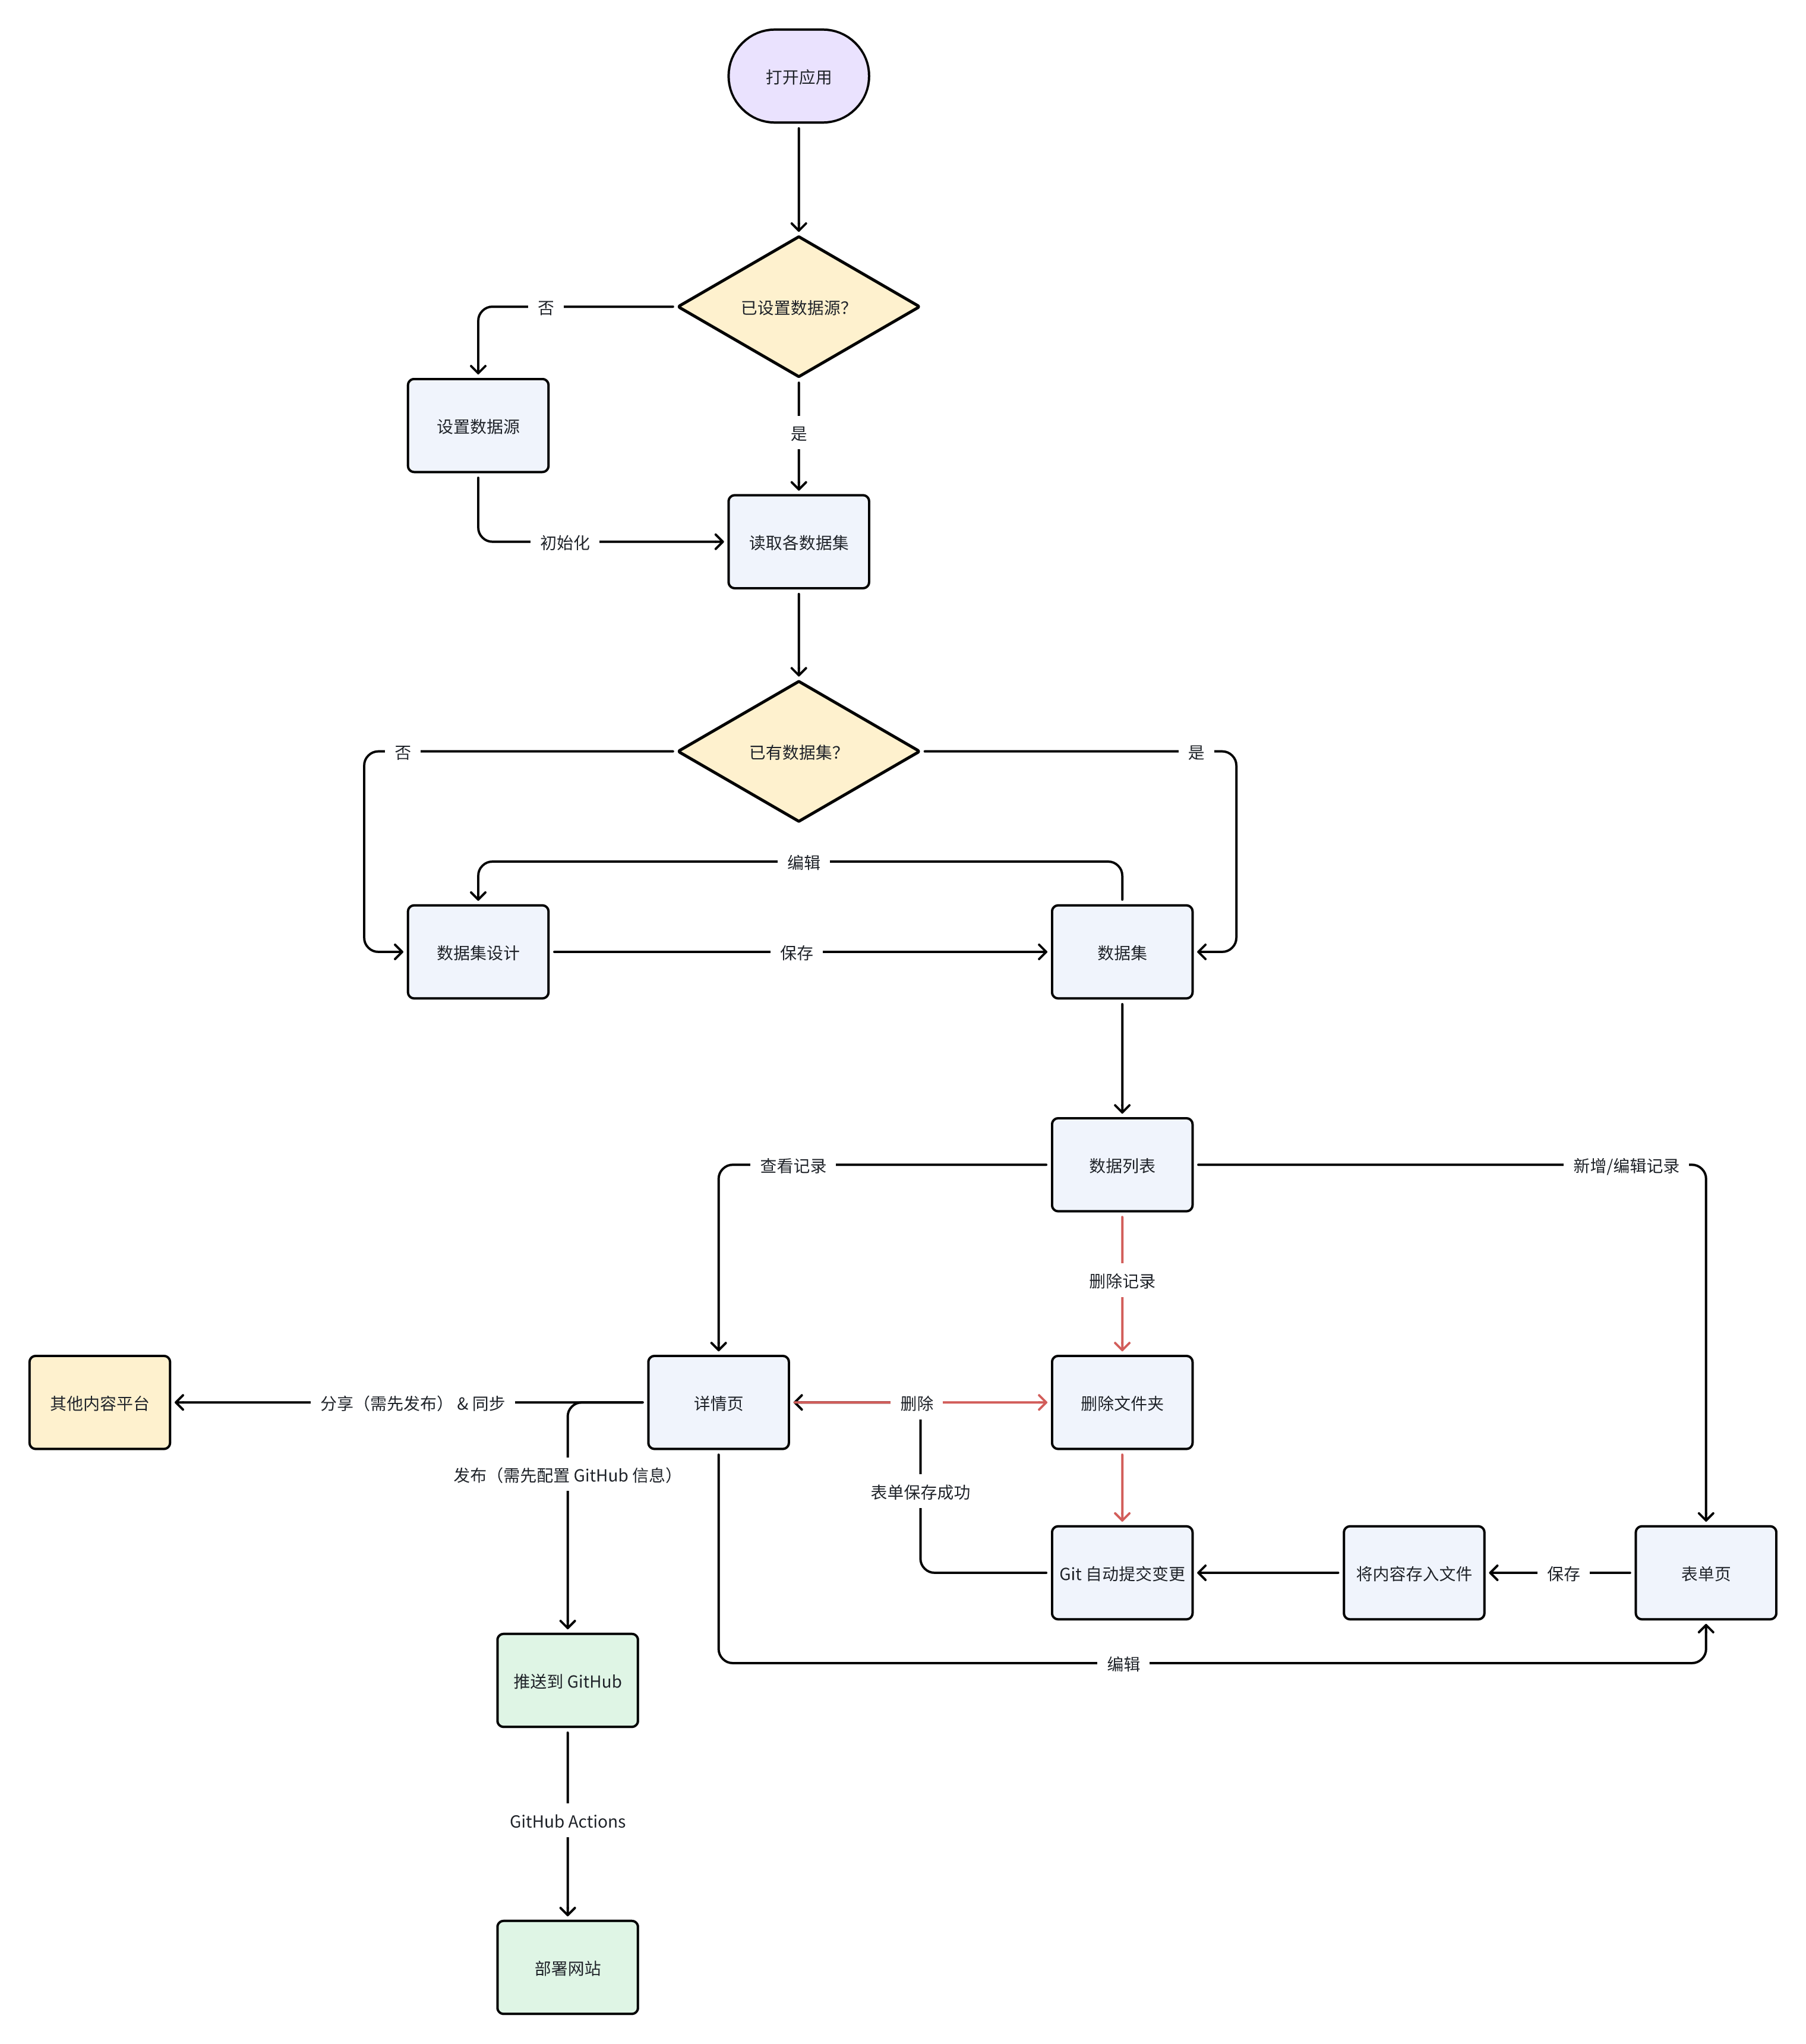 打开应用
已设置数据源？
否
设置数据源
是
初始化
读取各数据集
已有数据集？
否
是
编辑
数据集设计
保存
数据集
查看记录
数据列表
新增/编辑记录
删除记录
其他内容平台
分享（需先发布） & 同步
详情页
删除
删除文件夹
发布（需先配置 GitHub 信息）
表单保存成功
Git 自动提交变更
将内容存入文件
保存
表单页
编辑
推送到 GitHub
GitHub Actions
部署网站